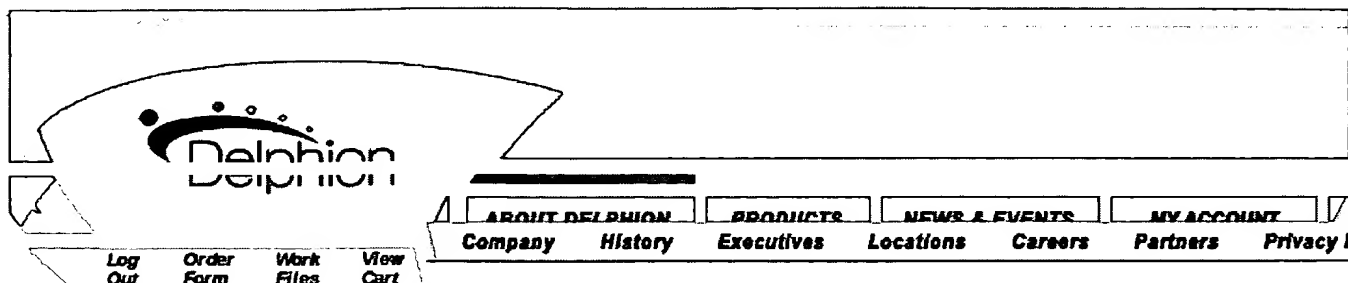 Delphion
ABOUT DELPHION PRODUCTS NEWS & EVENTS MY ACCOUNT
Company History Executives Locations Careers Partners Privacy
Log Out Order Form Work Files View Cart